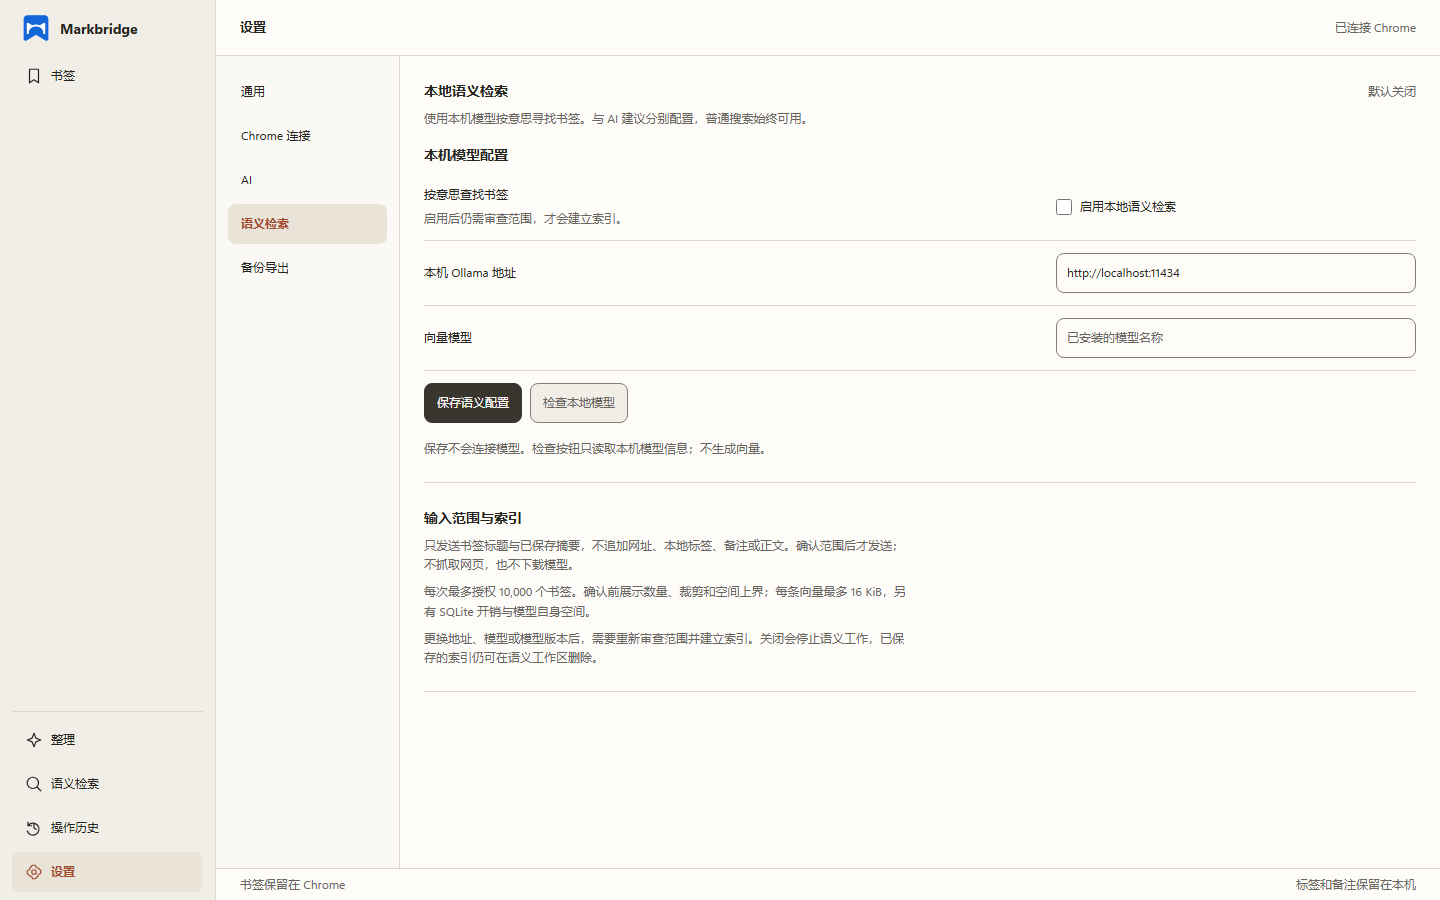 Markbridge
书签
整理
语义检索
操作历史
设置
设置
已连接 Chrome
通用
Chrome 连接
AI
语义检索
备份导出
本地语义检索
默认关闭
使用本机模型按意思寻找书签。与 AI 建议分别配置，普通搜索始终可用。
本机模型配置
按意思查找书签
启用后仍需审查范围，才会建立索引。
启用本地语义检索
本机 Ollama 地址
http://localhost:11434
向量模型
已安装的模型名称
保存语义配置
检查本地模型
保存不会连接模型。检查按钮只读取本机模型信息；不生成向量。
输入范围与索引
只发送书签标题与已保存摘要，不追加网址、本地标签、备注或正文。确认范围后才发送；
不抓取网页，也不下载模型。
每次最多授权 10,000 个书签。确认前展示数量、裁剪和空间上界；每条向量最多 16 KiB，另
有 SQLite 开销与模型自身空间。
更换地址、模型或模型版本后，需要重新审查范围并建立索引。关闭会停止语义工作，已保
存的索引仍可在语义工作区删除。
书签保留在 Chrome
标签和备注保留在本机